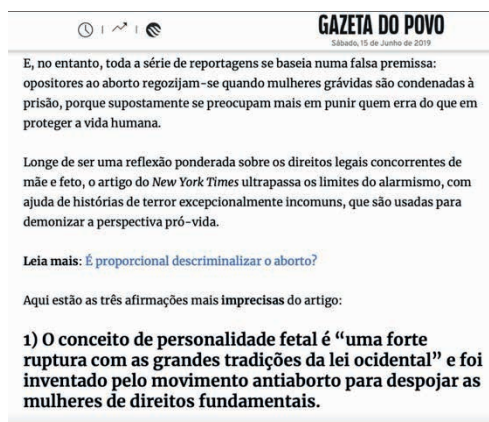 GAZETA DO POVO
Sábado, 15 de Junho de 2019
E, no entanto, toda a série de reportagens se baseia numa falsa premissa:
opositores ao aborto regozijam-se quando mulheres grávidas são condenadas à
prisão, porque supostamente se preocupam mais em punir quem erra do que em
proteger a vida humana.
Longe de ser uma reflexão ponderada sobre os direitos legais concorrentes de
mãe e feto, o artigo do New York Times ultrapassa os limites do alarmismo, com
ajuda de histórias de terror excepcionalmente incomuns, que são usadas para
demonizar a perspectiva pró-vida.
Leia mais: É proporcional descriminalizar o aborto?
Aqui estão as três afirmações mais imprecisas do artigo:
1) O conceito de personalidade fetal é “uma forte
ruptura com as grandes tradições da lei ocidental” e foi
inventado pelo movimento antiaborto para despojar as
mulheres de direitos fundamentais.